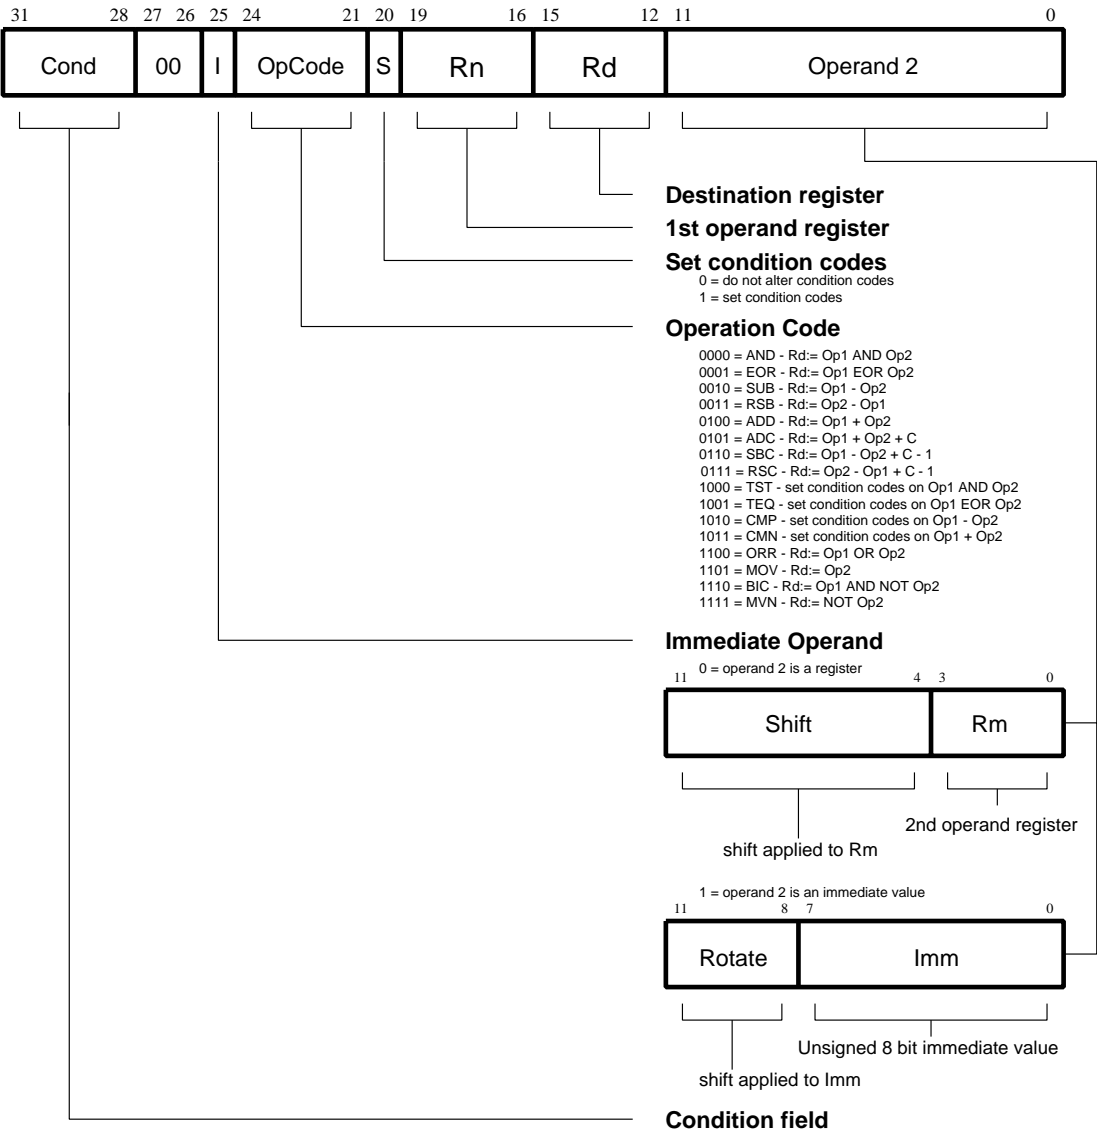 31 28 27 26 25 24 21 20 19 16 15 12 11 0
Cond 00 I OpCode S Rn Rd Operand 2
Destination register
1st operand register
Set condition codes
0 = do not alter condition codes
1 = set condition codes
Operation Code
0000 = AND - Rd:= Op1 AND Op2
0001 = EOR - Rd:= Op1 EOR Op2
0010 = SUB - Rd:= Op1 - Op2
0011 = RSB - Rd:= Op2 - Op1
0100 = ADD - Rd:= Op1 + Op2
0101 = ADC - Rd:= Op1 + Op2 + C
0110 = SBC - Rd:= Op1 - Op2 + C - 1
0111 = RSC - Rd:= Op2 - Op1 + C - 1
1000 = TST - set condition codes on Op1 AND Op2
1001 = TEQ - set condition codes on Op1 EOR Op2
1010 = CMP - set condition codes on Op1 - Op2
1011 = CMN - set condition codes on Op1 + Op2
1100 = ORR - Rd:= Op1 OR Op2
1101 = MOV - Rd:= Op2
1110 = BIC - Rd:= Op1 AND NOT Op2
1111 = MVN - Rd:= NOT Op2
Immediate Operand
0 = operand 2 is a register
11 4 3 0
Shift Rm
2nd operand register
shift applied to Rm
1 = operand 2 is an immediate value
11 8 7 0
Rotate Imm
Unsigned 8 bit immediate value
shift applied to Imm
Condition field